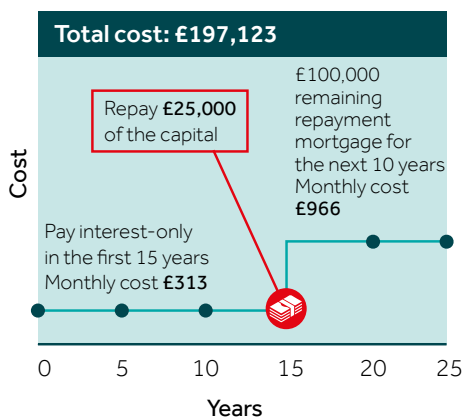 Total cost: £197,123
Repay £25,000
of the capital
£100,000
remaining
repayment
mortgage for
the next 10 years
Monthly cost
£966
Cost
Pay interest-only
in the first 15 years
Monthly cost £313
0 5 10 15 20 25
Years